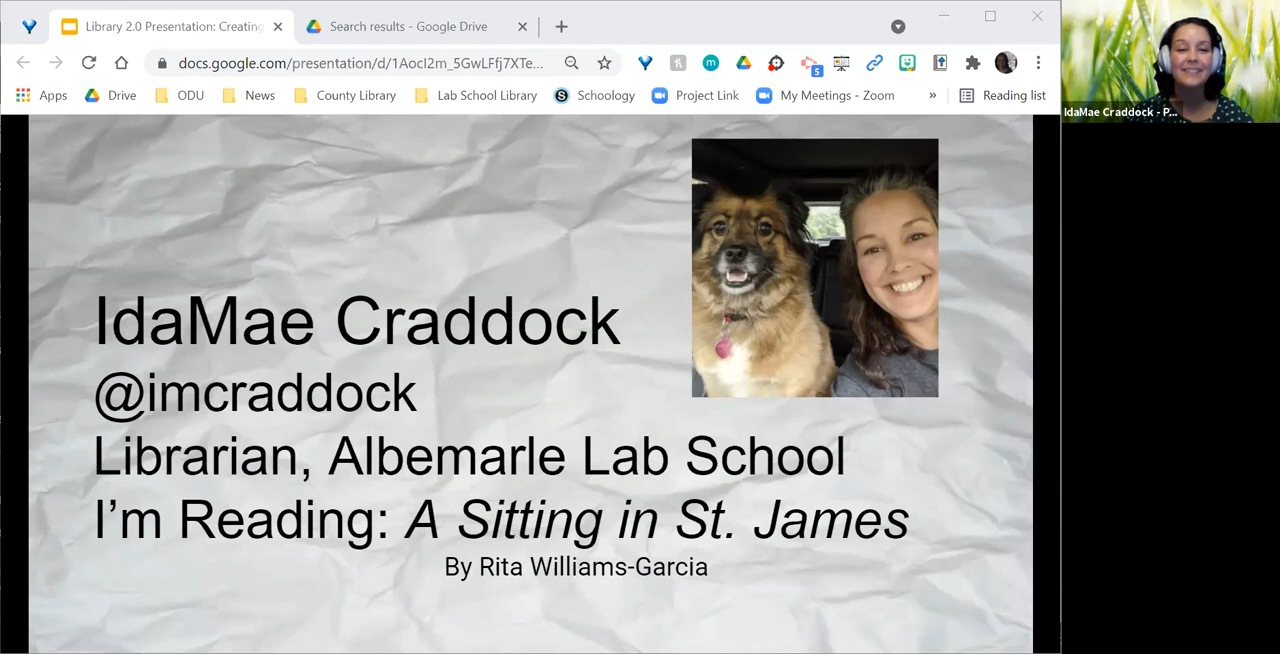 Library 2.0 Presentation: Creating
Search results - Google Drive
docs.google.com/presentation/d/1AocI2m_5GwLFfj7XTe...
5
Apps
Drive
ODU
News
County Library
Lab School Library
Schoology
Project Link
My Meetings - Zoom
»
Reading list
IdaMae Craddock - P...
IdaMae Craddock
@imcraddock
Librarian, Albemarle Lab School
I'm Reading: A Sitting in St. James
By Rita Williams-Garcia